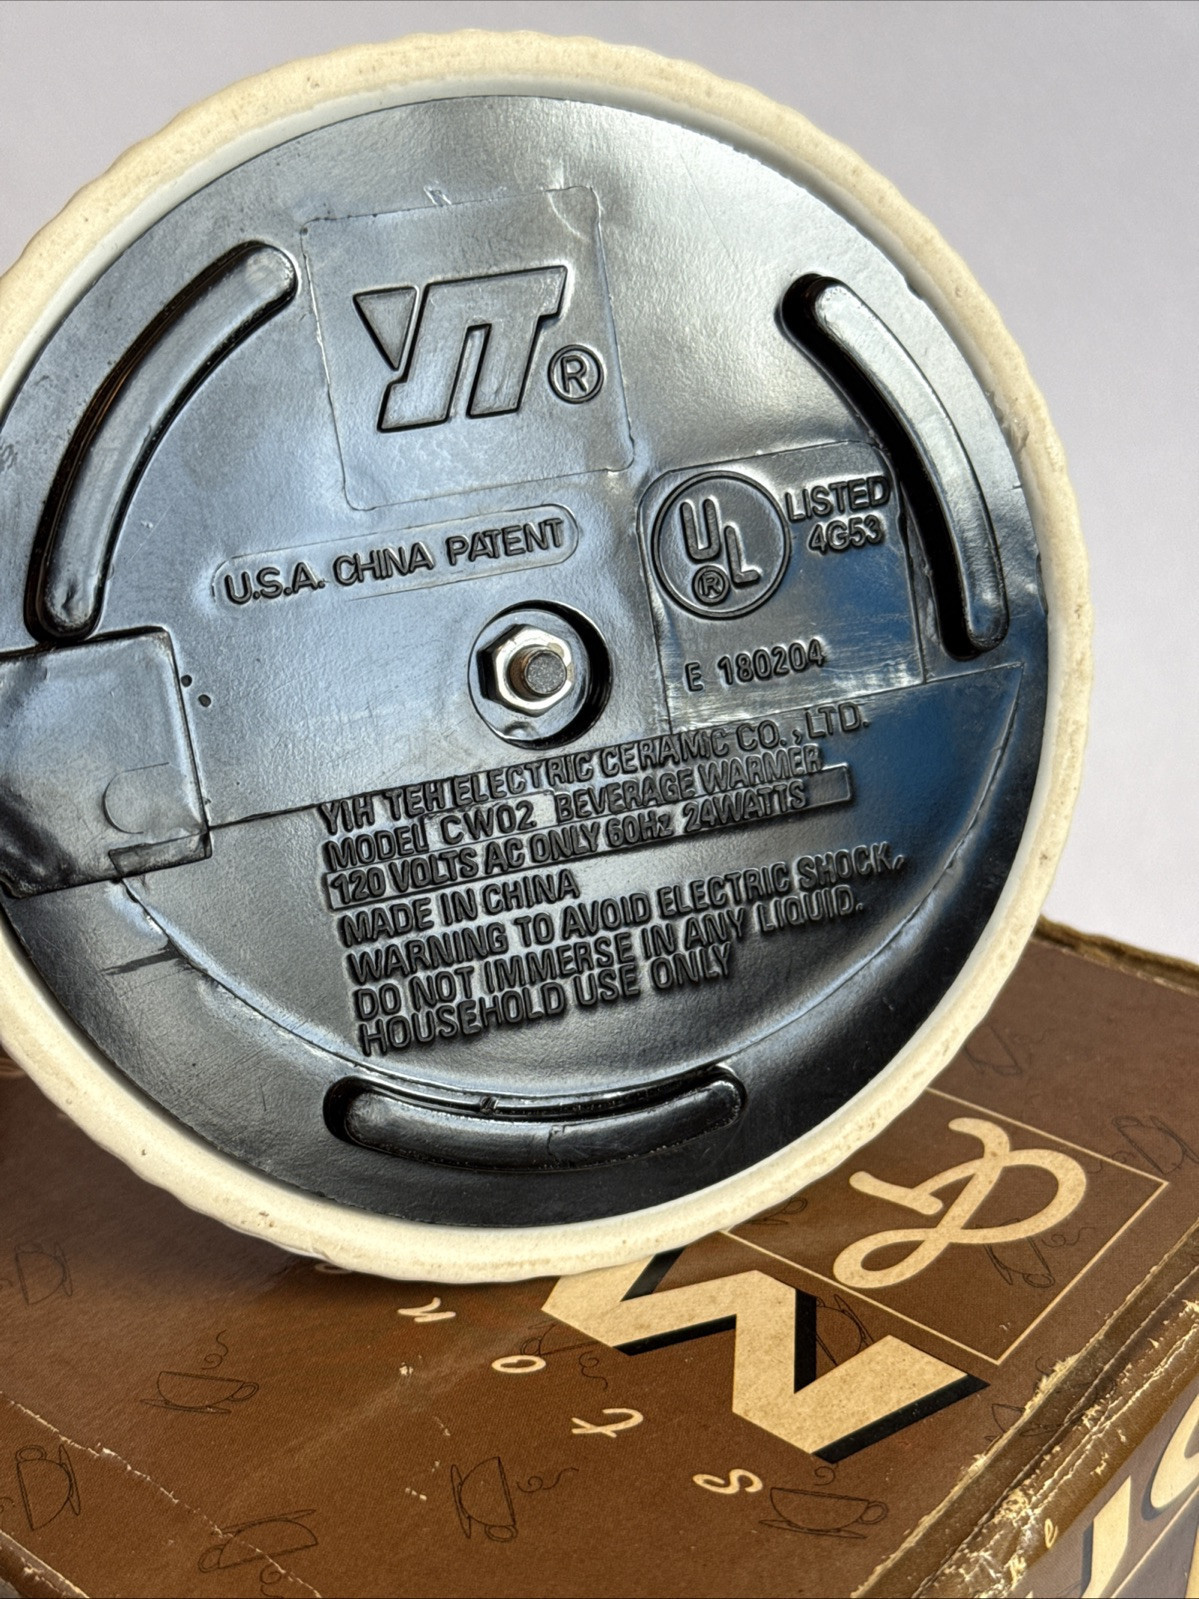 YT®
U.S.A. CHINA PATENT
UL® LISTED
4G53
E 180204
YIH TEH ELECTRIC CERAMIC CO., LTD.
MODEL CW02 BEVERAGE WARMER
120 VOLTS AC ONLY 60Hz 24WATTS
MADE IN CHINA
WARNING TO AVOID ELECTRIC SHOCK,
DO NOT IMMERSE IN ANY LIQUID.
HOUSEHOLD USE ONLY